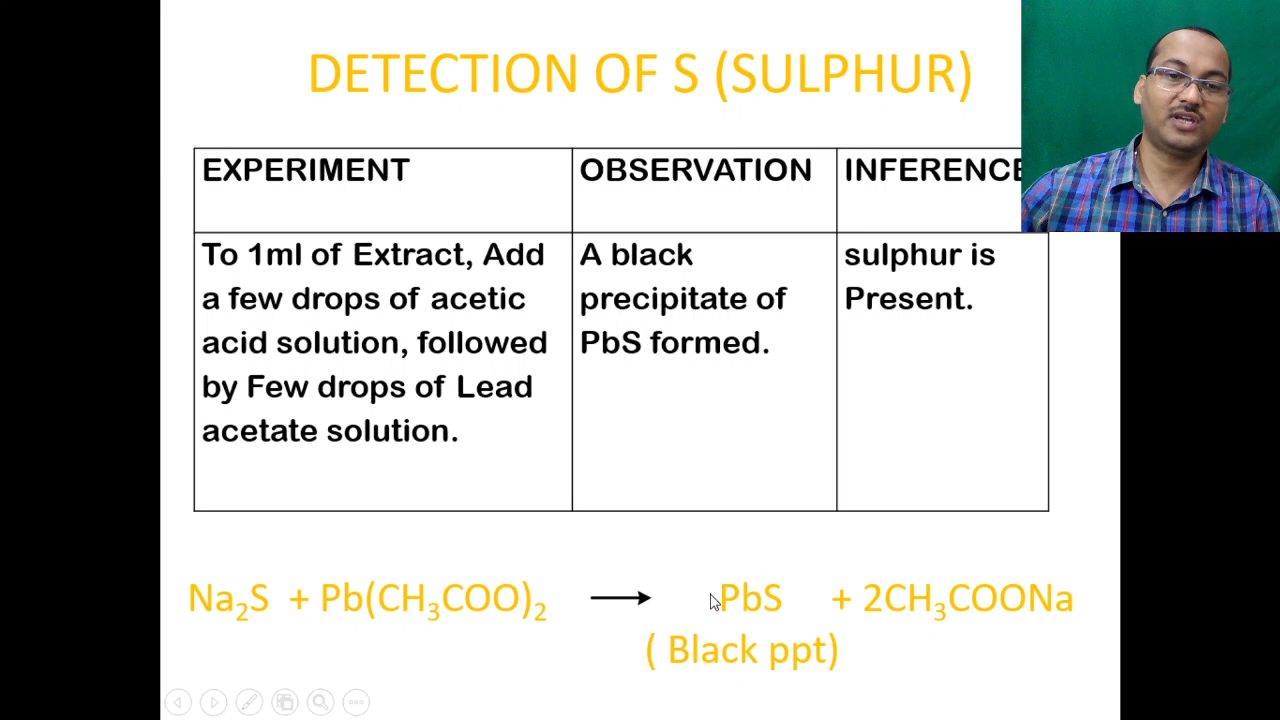 DETECTION OF S (SULPHUR)
EXPERIMENT
OBSERVATION
INFERENCE
To 1ml of Extract, Add
a few drops of acetic
acid solution, followed
by Few drops of Lead
acetate solution.
A black
precipitate of
PbS formed.
sulphur is
Present.
Na₂S + Pb(CH₃COO)₂ ⟶ PbS + 2CH₃COONa
( Black ppt)